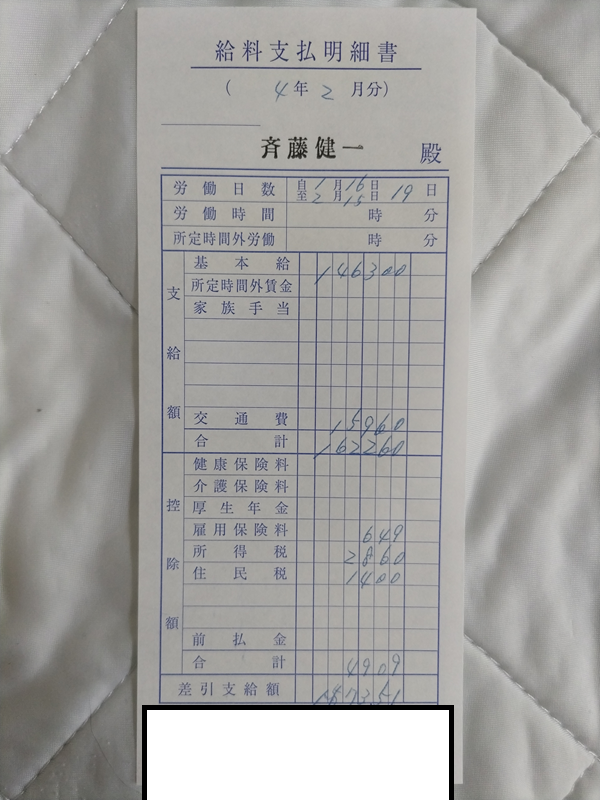 給料支払明細書
( 4年 2 月分)
斉藤健一 殿
労働日数 自 1月16日 至 2月15日 19 日
労働時間 時 分
所定時間外労働 時 分
支給額
基本給 146300
所定時間外賃金
家族手当
交通費 15960
合計 162260
控除額
健康保険料
介護保険料
厚生年金
雇用保険料 649
所得税 2860
住民税 1400
前払金
合計 4909
差引支給額